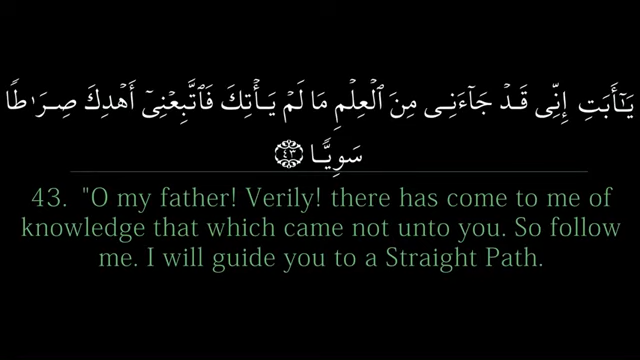 يَـٰٓأَبَتِ إِنِّى قَدْ جَآءَنِى مِنَ ٱلْعِلْمِ مَا لَمْ يَأْتِكَ فَٱتَّبِعْنِىٓ أَهْدِكَ صِرَٰطًا
سَوِيًّا ٤٣
43. "O my father! Verily! there has come to me of
knowledge that which came not unto you. So follow
me. I will guide you to a Straight Path.